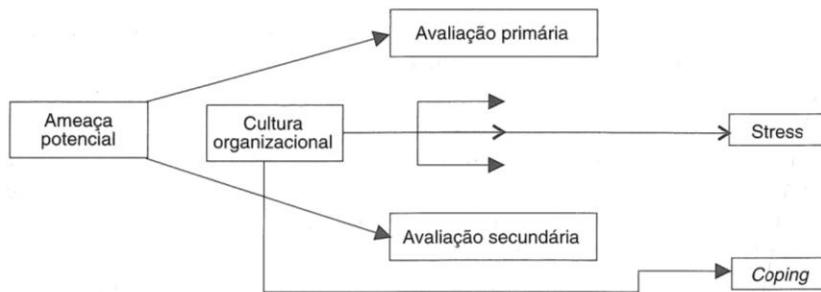 Avaliação primária
Ameaça
potencial
Cultura
organizacional
Stress
Avaliação secundária
Coping